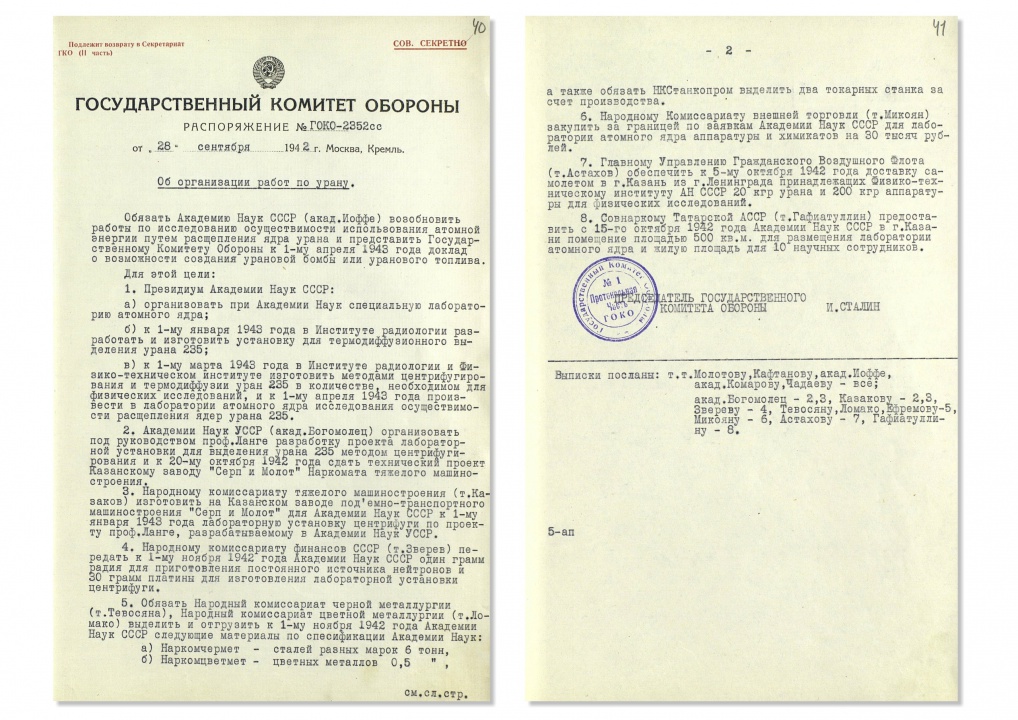 40
Подлежит возврату в Секретариат
ГКО (II часть)
СОВ. СЕКРЕТНО
ГОСУДАРСТВЕННЫЙ КОМИТЕТ ОБОРОНЫ
РАСПОРЯЖЕНИЕ № ГОКО-2352сс
от „28" сентября 1942 г. Москва, Кремль.
Об организации работ по урану.
Обязать Академию Наук СССР (акад.Иоффе) возобновить
работы по исследованию осуществимости использования атомной
энергии путем расщепления ядра урана и представить Государ-
ственному Комитету Обороны к 1-му апреля 1943 года доклад
о возможности создания урановой бомбы или уранового топлива.
Для этой цели:
1. Президиум Академии Наук СССР:
а) организовать при Академии Наук специальную лаборато-
рию атомного ядра;
б) к 1-му января 1943 года в Институте радиологии раз-
работать и изготовить установку для термодиффузионного вы-
деления урана 235;
в) к 1-му марта 1943 года в Институте радиологии и Фи-
зико-техническом институте изготовить методами центрифугиро-
вания и термодиффузии уран 235 в количестве, необходимом для
физических исследований, и к 1-му апреля 1943 года произ-
вести в лаборатории атомного ядра исследования осуществимо-
сти расщепления ядер урана 235.
2. Академии Наук УССР (акад.Богомолец) организовать
под руководством проф.Ланге разработку проекта лаборатор-
ной установки для выделения урана 235 методом центрифуги-
рования и к 20-му октября 1942 года сдать технический проект
Казанскому заводу "Серп и Молот" Наркомата тяжелого машино-
строения.
3. Народному комиссариату тяжелого машиностроения (т.Ка-
заков) изготовить на Казанском заводе под'емно-транспортного
машиностроения "Серп и Молот" для Академии Наук СССР к 1-му
января 1943 года лабораторную установку центрифуги по проек-
ту проф.Ланге, разрабатываемому в Академии Наук УССР.
4. Народному комиссариату финансов СССР (т.Зверев) пе-
редать к 1-му ноября 1942 года Академии Наук СССР один грамм
радия для приготовления постоянного источника нейтронов и
30 грамм платины для изготовления лабораторной установки
центрифуги.
5. Обязать Народный комиссариат черной металлургии
(т.Тевосяна), Народный комиссариат цветной металлургии (т.Ло-
мако) выделить и отгрузить к 1-му ноября 1942 года Академии
Наук СССР следующие материалы по спецификации Академии Наук:
а) Наркомчермет - сталей разных марок 6 тонн,
б) Наркомцветмет - цветных металлов 0,5 " ,
см.сл.стр.
41
- 2 -
а также обязать НКСтанкопром выделить два токарных станка за
счет производства.
6. Народному Комиссариату внешней торговли (т.Микоян)
закупить за границей по заявкам Академии Наук СССР для лабо-
ратории атомного ядра аппаратуры и химикатов на 30 тысяч руб-
лей.
7. Главному Управлению Гражданского Воздушного Флота
(т.Астахов) обеспечить к 5-му октября 1942 года доставку са-
молетом в г.Казань из г.Ленинграда принадлежащих Физико-тех-
ническому институту АН СССР 20 кгр урана и 200 кгр аппарату-
ры для физических исследований.
8. Совнаркому Татарской АССР (т.Гафиатуллин) предоста-
вить с 15-го октября 1942 года Академии Наук СССР в г.Каза-
ни помещение площадью 500 кв.м. для размещения лаборатории
атомного ядра и жилую площадь для 10 научных сотрудников.
Государственный Комитет Обороны
№ 1
Протокольная
Часть
ГОКО
ПРЕДСЕДАТЕЛЬ ГОСУДАРСТВЕННОГО
КОМИТЕТА ОБОРОНЫ И.СТАЛИН
Выписки посланы: т.т.Молотову,Кафтанову,акад.Иоффе,
акад.Комарову,Чадаеву - все;
акад.Богомолец - 2,3, Казакову - 2,3,
Звереву - 4, Тевосяну,Ломако,Ефремову-5,
Микояну - 6, Астахову - 7, Гафиатулли-
ну - 8.
5-ап